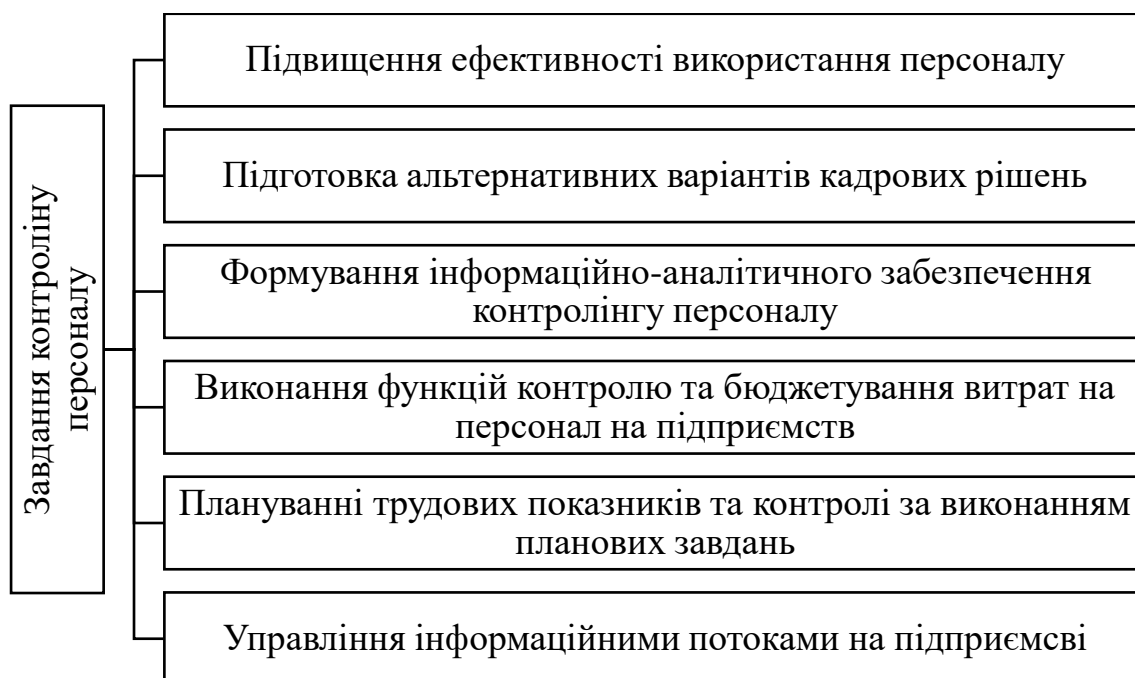 Завдання контроліну
персоналу
Підвищення ефективності використання персоналу
Підготовка альтернативних варіантів кадрових рішень
Формування інформаційно-аналітичного забезпечення
контролінгу персоналу
Виконання функцій контролю та бюджетування витрат на
персонал на підприємств
Плануванні трудових показників та контролі за виконанням
планових завдань
Управління інформаційними потоками на підприємсві